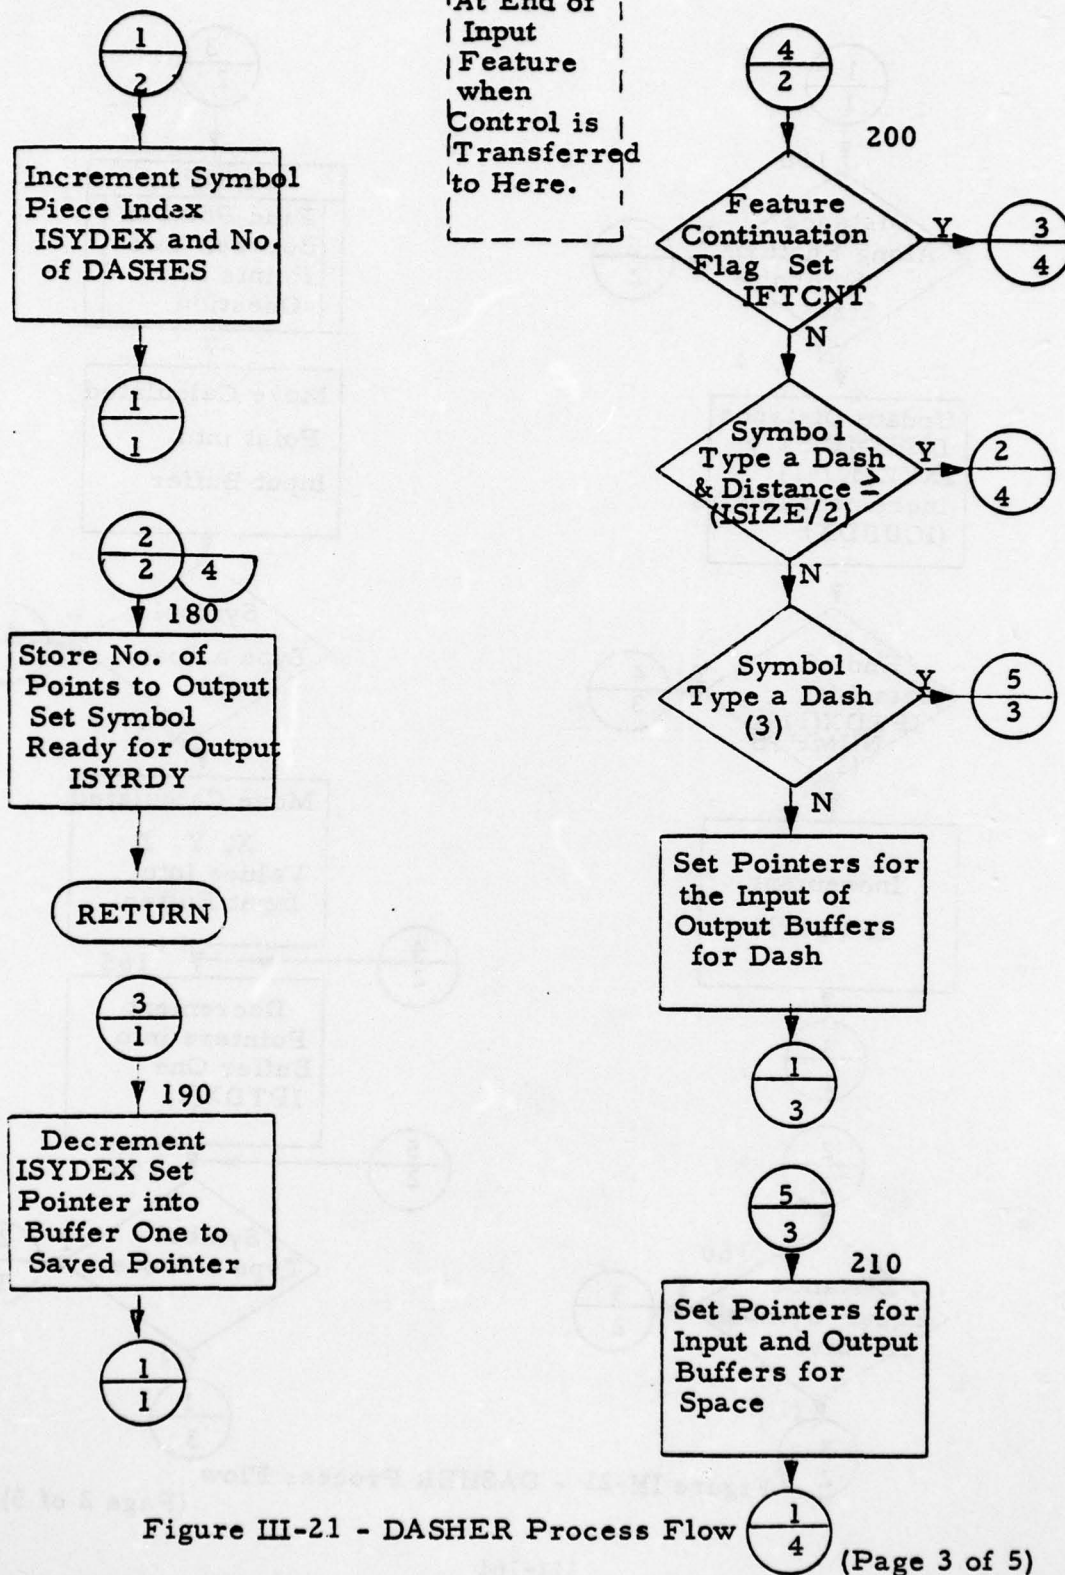 1
2
Increment Symbol
Piece Index
ISYDEX and No.
of DASHES
1
1
2
2
4
180
Store No. of
Points to Output
Set Symbol
Ready for Output
ISYRDY
RETURN
3
1
190
Decrement
ISYDEX Set
Pointer into
Buffer One to
Saved Pointer
1
1
At End of
Input
Feature
when
Control is
Transferred
to Here.
4
2
200
Feature
Continuation
Flag Set
IFTCNT
Y
3
4
N
Symbol
Type a Dash
& Distance ≥
(ISIZE/2)
Y
2
4
N
Symbol
Type a Dash
(3)
Y
5
3
N
Set Pointers for
the Input of
Output Buffers
for Dash
1
3
5
3
210
Set Pointers for
Input and Output
Buffers for
Space
1
4
Figure III-21 - DASHER Process Flow
(Page 3 of 5)